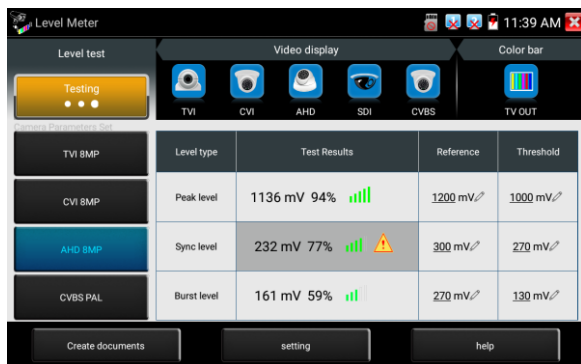 Level Meter
11:39 AM
Level test
Video display
Color bar
Testing
TVI
CVI
AHD
SDI
CVBS
TV OUT
Camera Parameters Set
TVI 8MP
CVI 8MP
AHD 8MP
CVBS PAL
Level type Test Results Reference Threshold
Peak level 1136 mV 94% 1200 mV 1000 mV
Sync level 232 mV 77% 300 mV 270 mV
Burst level 161 mV 59% 270 mV 130 mV
Create documents
setting
help